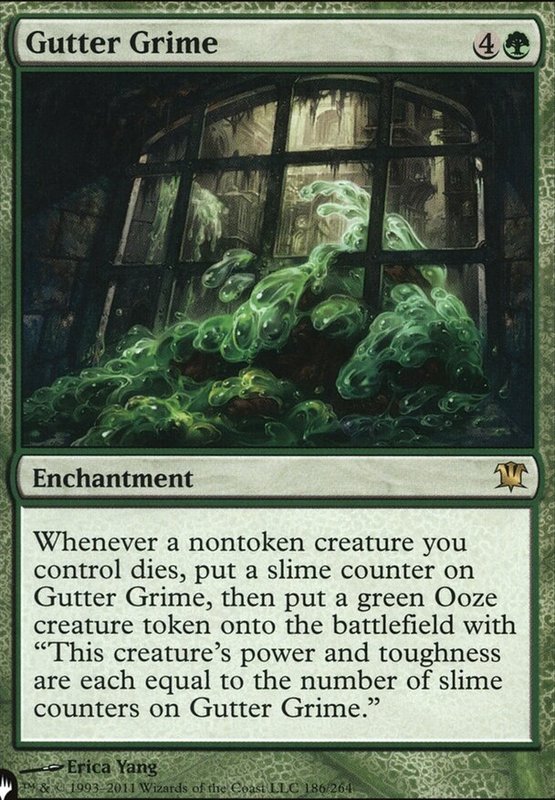 Gutter Grime 4
Enchantment
Whenever a nontoken creature you
control dies, put a slime counter on
Gutter Grime, then put a green Ooze
creature token onto the battlefield with
“This creature’s power and toughness
are each equal to the number of slime
counters on Gutter Grime.”
Erica Yang
™ & © 1993–2011 Wizards of the Coast LLC 186/264